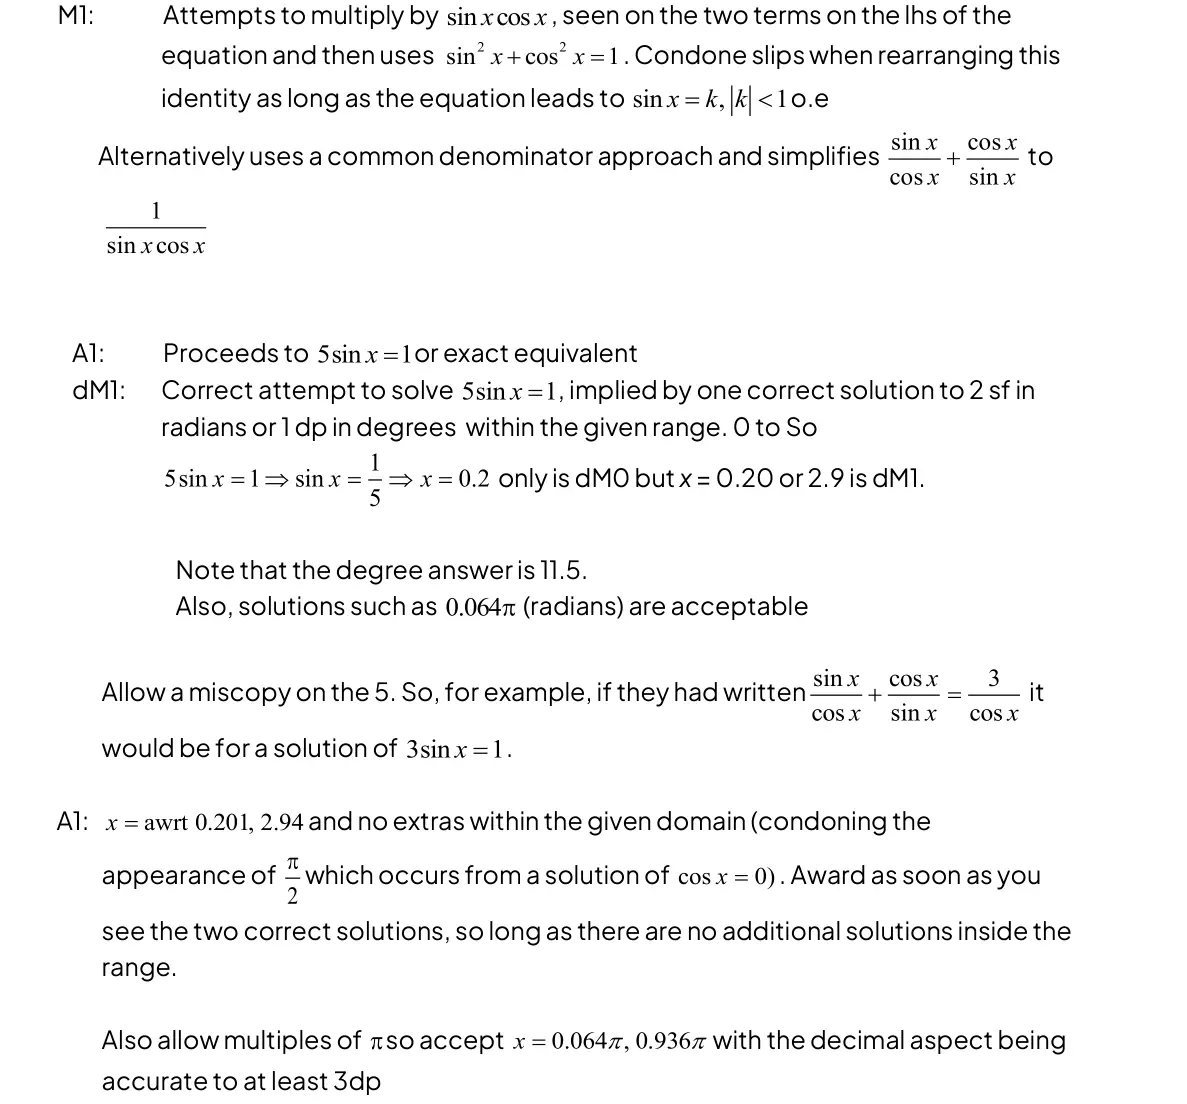 M1: Attempts to multiply by sin x cos x, seen on the two terms on the lhs of the
equation and then uses sin² x + cos² x = 1. Condone slips when rearranging this
identity as long as the equation leads to sin x = k, |k| < 1 o.e
Alternatively uses a common denominator approach and simplifies sin x / cos x + cos x / sin x to
1 / sin x cos x
A1: Proceeds to 5 sin x = 1 or exact equivalent
dM1: Correct attempt to solve 5 sin x = 1, implied by one correct solution to 2 sf in
radians or 1 dp in degrees within the given range. 0 to So
5 sin x = 1 ⇒ sin x = 1/5 ⇒ x = 0.2 only is dM0 but x = 0.20 or 2.9 is dM1.
Note that the degree answer is 11.5.
Also, solutions such as 0.064π (radians) are acceptable
Allow a miscopy on the 5. So, for example, if they had written sin x / cos x + cos x / sin x = 3 / cos x it
would be for a solution of 3 sin x = 1.
A1: x = awrt 0.201, 2.94 and no extras within the given domain (condoning the
appearance of π/2 which occurs from a solution of cos x = 0). Award as soon as you
see the two correct solutions, so long as there are no additional solutions inside the
range.
Also allow multiples of π so accept x = 0.064π, 0.936π with the decimal aspect being
accurate to at least 3dp